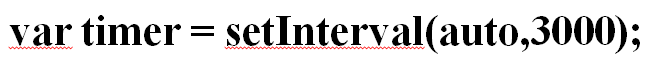 var timer = setInterval(auto,3000);